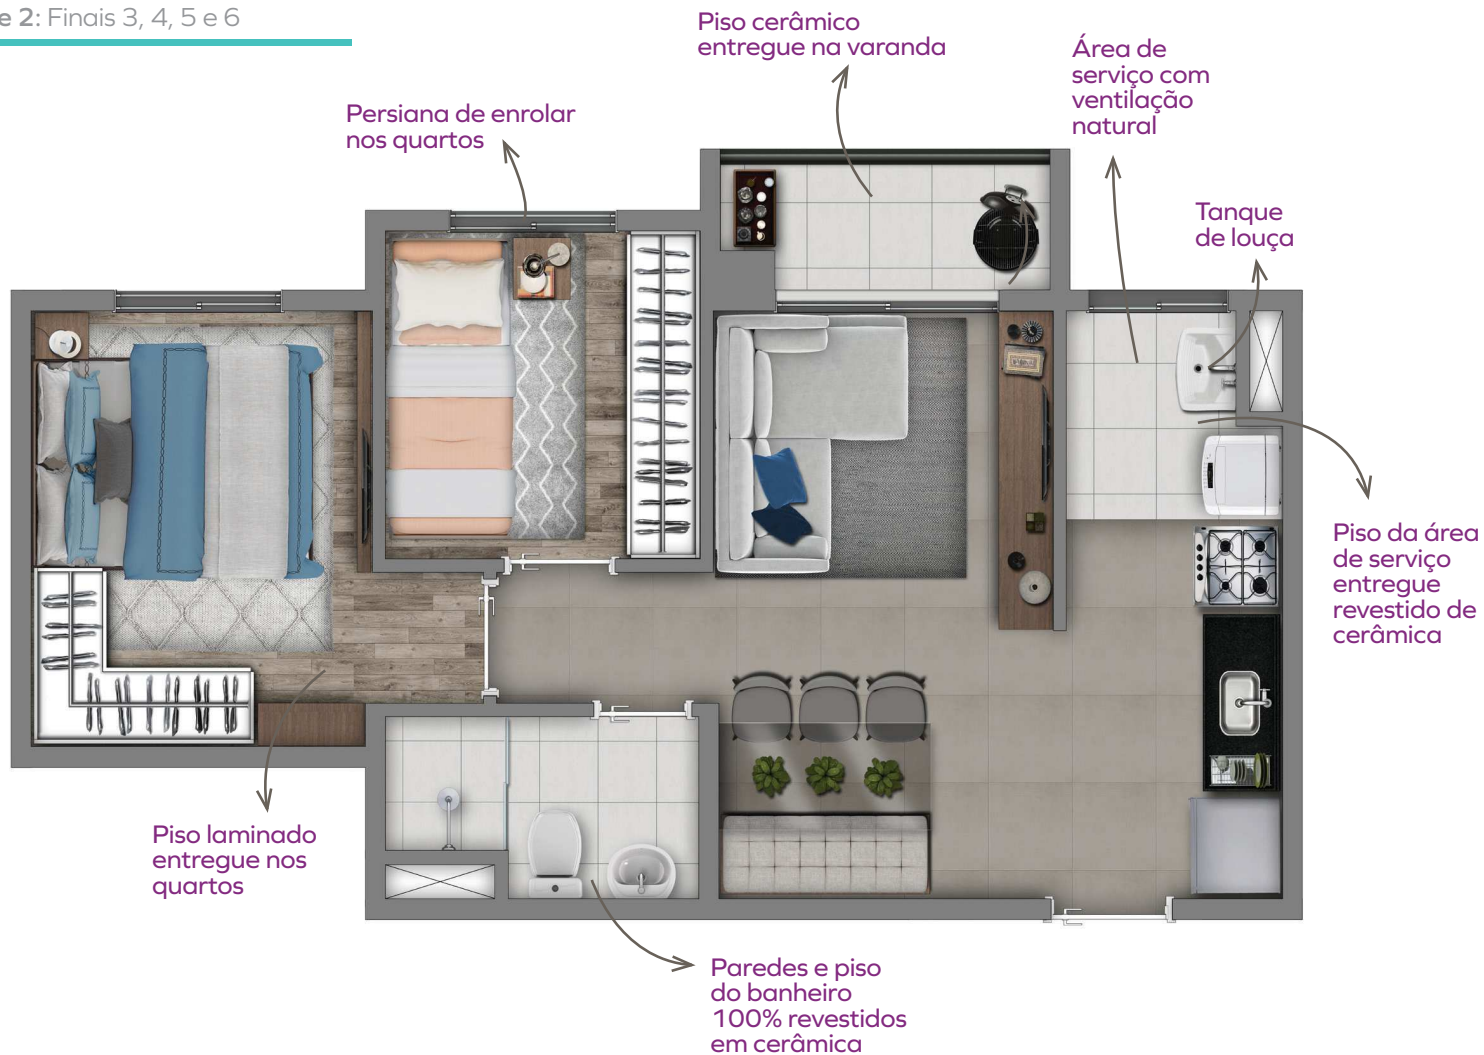 e 2: Finais 3, 4, 5 e 6
Piso cerâmico
entregue na varanda
Área de
serviço com
ventilação
natural
Persiana de enrolar
nos quartos
Tanque
de louça
Piso da área
de serviço
entregue
revestido de
cerâmica
Piso laminado
entregue nos
quartos
Paredes e piso
do banheiro
100% revestidos
em cerâmica